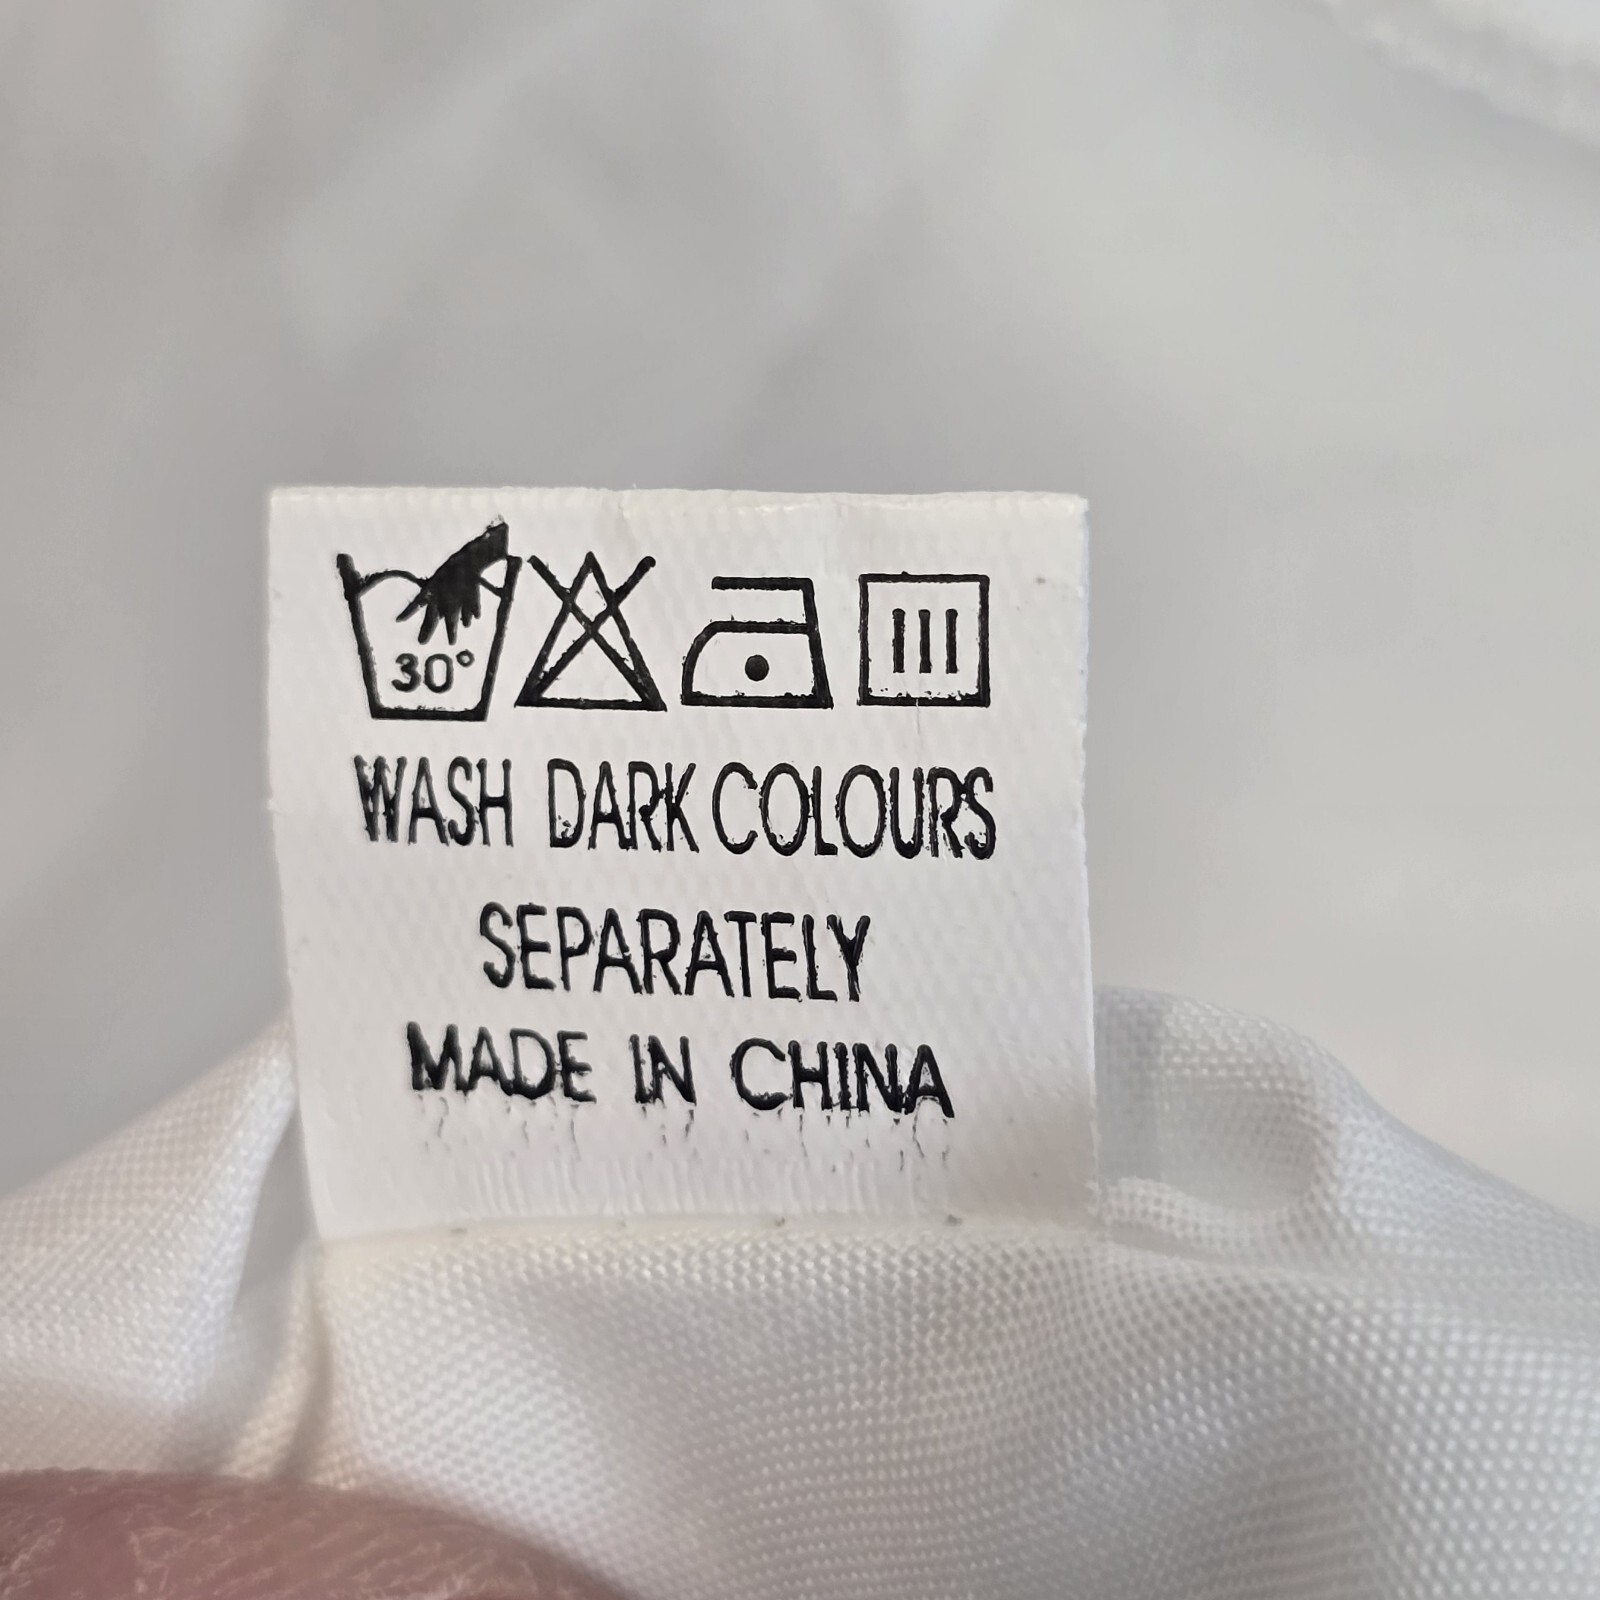 30°
WASH DARK COLOURS
SEPARATELY
MADE IN CHINA